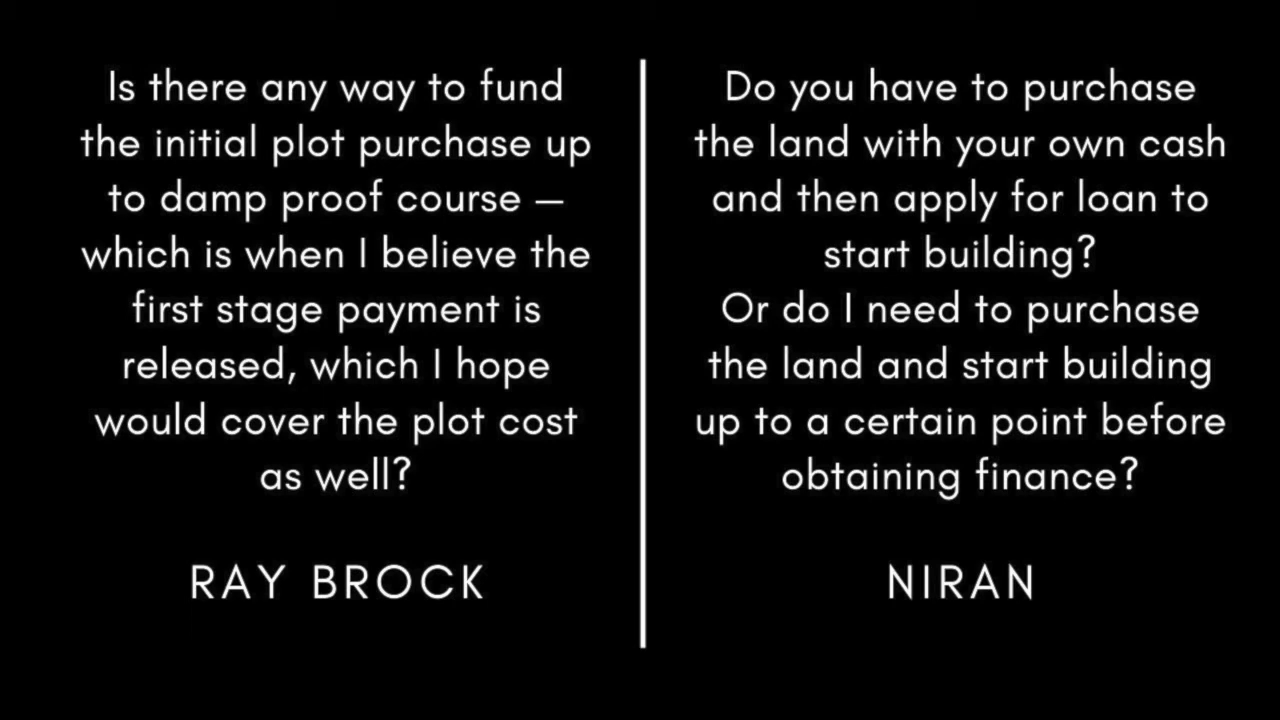 Is there any way to fund
the initial plot purchase up
to damp proof course –
which is when I believe the
first stage payment is
released, which I hope
would cover the plot cost
as well?
RAY BROCK
Do you have to purchase
the land with your own cash
and then apply for loan to
start building?
Or do I need to purchase
the land and start building
up to a certain point before
obtaining finance?
NIRAN